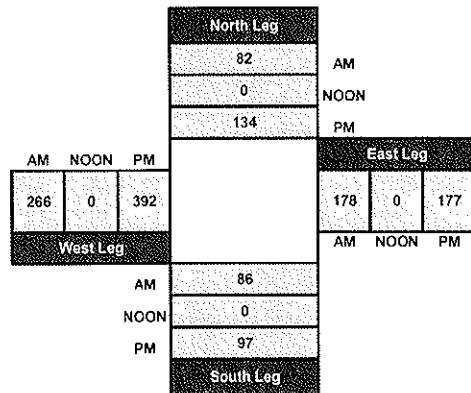 North Leg
82 AM
0 NOON
134 PM
AM NOON PM
East Leg
266 0 392
178 0 177
West Leg
AM NOON PM
AM 86
NOON 0
PM 97
South Leg